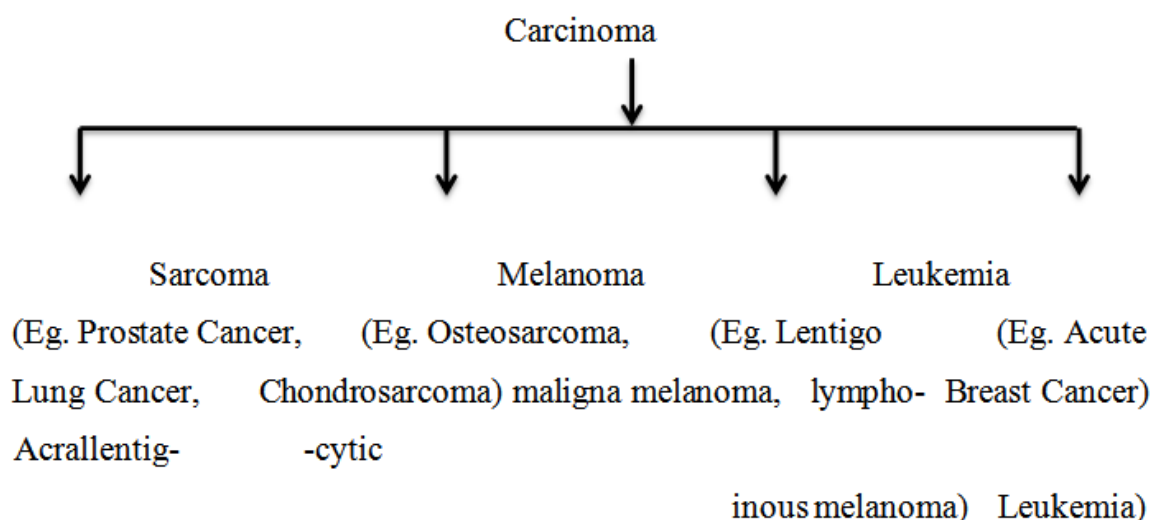 Carcinoma
Sarcoma Melanoma Leukemia
(Eg. Prostate Cancer, (Eg. Osteosarcoma, (Eg. Lentigo (Eg. Acute
Lung Cancer, Chondrosarcoma) maligna melanoma, lympho- Breast Cancer)
Acrallentig- -cytic
inous melanoma) Leukemia)